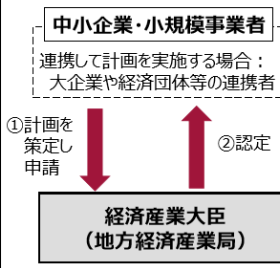 中小企業・小規模事業者
連携して計画を実施する場合：
大企業や経済団体等の連携者
①計画を
策定し
申請
②認定
経済産業大臣
（地方経済産業局）